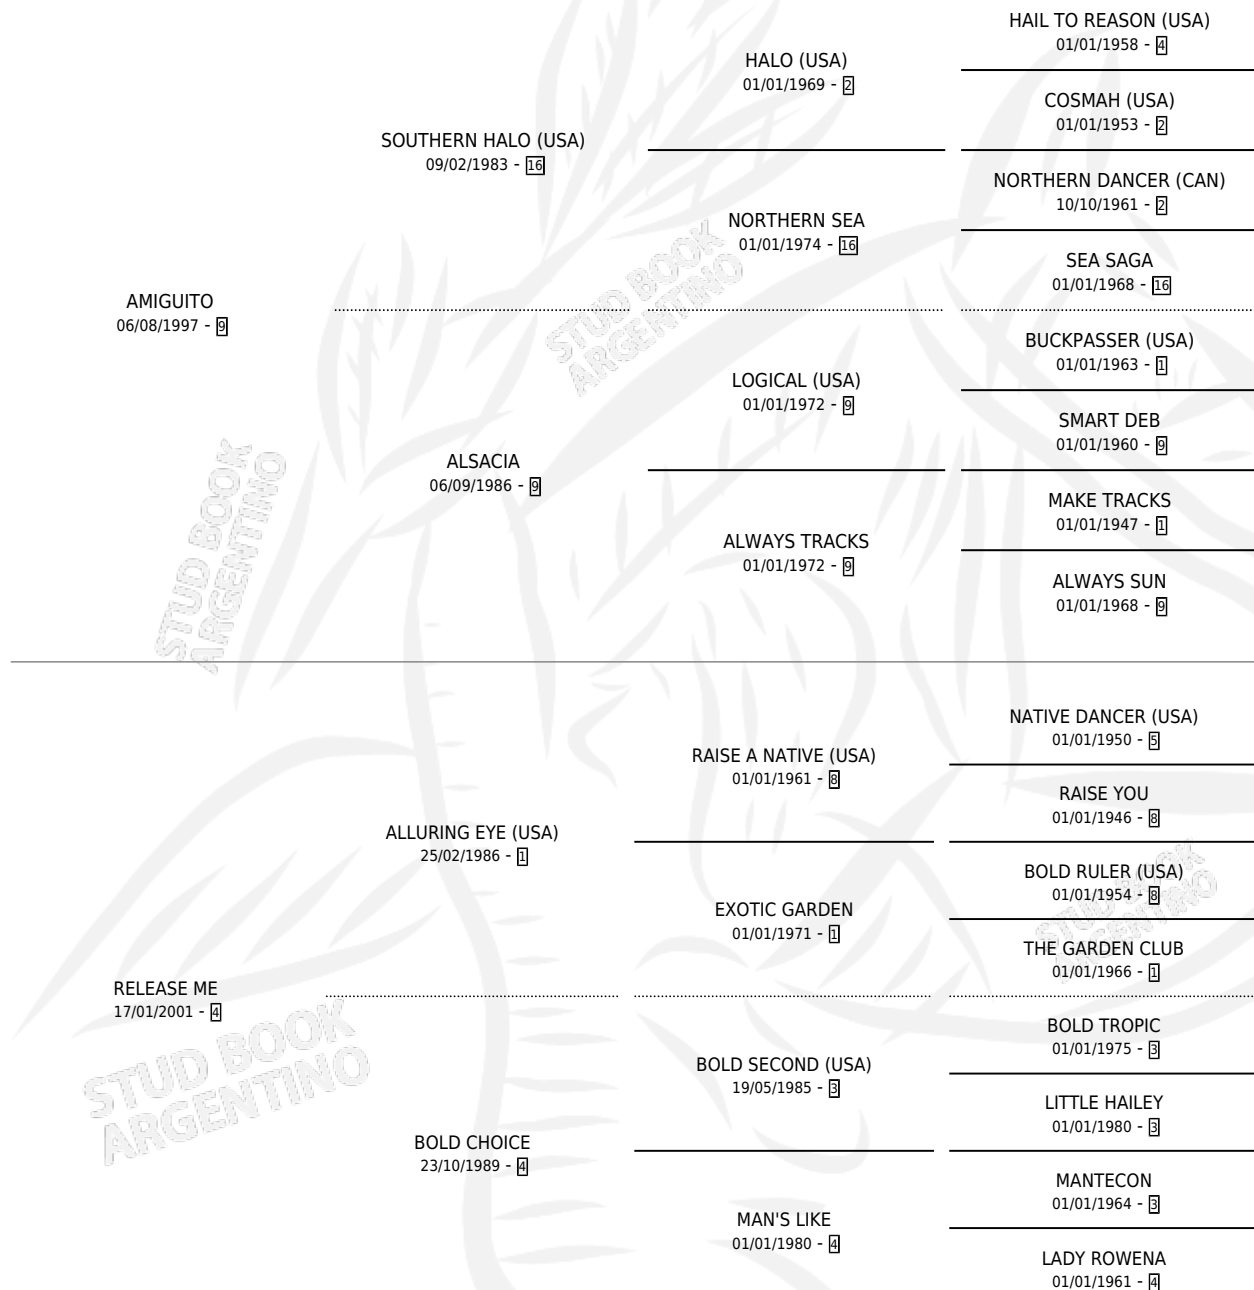 HAIL TO REASON (USA)
01/01/1958 - 4
HALO (USA)
01/01/1969 - 2
COSMAH (USA)
01/01/1953 - 2
SOUTHERN HALO (USA)
09/02/1983 - 16
NORTHERN DANCER (CAN)
10/10/1961 - 2
NORTHERN SEA
01/01/1974 - 16
SEA SAGA
01/01/1968 - 16
AMIGUITO
06/08/1997 - 9
BUCKPASSER (USA)
01/01/1963 - 1
LOGICAL (USA)
01/01/1972 - 9
SMART DEB
01/01/1960 - 9
ALSACIA
06/09/1986 - 9
MAKE TRACKS
01/01/1947 - 1
ALWAYS TRACKS
01/01/1972 - 9
ALWAYS SUN
01/01/1968 - 9
NATIVE DANCER (USA)
01/01/1950 - 5
RAISE A NATIVE (USA)
01/01/1961 - 8
RAISE YOU
01/01/1946 - 8
ALLURING EYE (USA)
25/02/1986 - 1
BOLD RULER (USA)
01/01/1954 - 8
EXOTIC GARDEN
01/01/1971 - 1
THE GARDEN CLUB
01/01/1966 - 1
RELEASE ME
17/01/2001 - 4
BOLD TROPIC
01/01/1975 - 3
BOLD SECOND (USA)
19/05/1985 - 3
LITTLE HAILEY
01/01/1980 - 3
BOLD CHOICE
23/10/1989 - 4
MANTECON
01/01/1964 - 3
MAN'S LIKE
01/01/1980 - 4
LADY ROWENA
01/01/1961 - 4
STUD BOOK
ARGENTINO
STUD BOOK
ARGENTINO
STUD BOOK
ARGENTINO
STUD BOOK
ARGENTINO